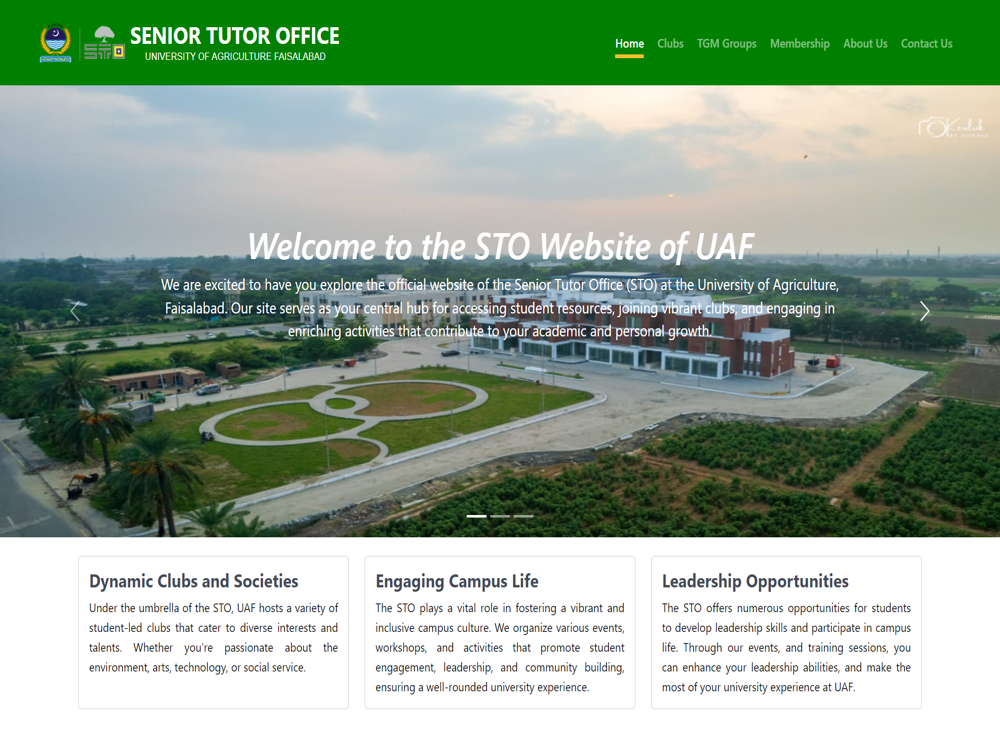 SENIOR TUTOR OFFICE
UNIVERSITY OF AGRICULTURE FAISALABAD
Home Clubs TGM Groups Membership About Us Contact Us
Welcome to the STO Website of UAF
We are excited to have you explore the official website of the Senior Tutor Office (STO) at the University of Agriculture,
Faisalabad. Our site serves as your central hub for accessing student resources, joining vibrant clubs, and engaging in
enriching activities that contribute to your academic and personal growth.
Dynamic Clubs and Societies
Under the umbrella of the STO, UAF hosts a variety of
student-led clubs that cater to diverse interests and
talents. Whether you're passionate about the
environment, arts, technology, or social service.
Engaging Campus Life
The STO plays a vital role in fostering a vibrant and
inclusive campus culture. We organize various events,
workshops, and activities that promote student
engagement, leadership, and community building,
ensuring a well-rounded university experience.
Leadership Opportunities
The STO offers numerous opportunities for students
to develop leadership skills and participate in campus
life. Through our events, and training sessions, you
can enhance your leadership abilities, and make the
most of your university experience at UAF.